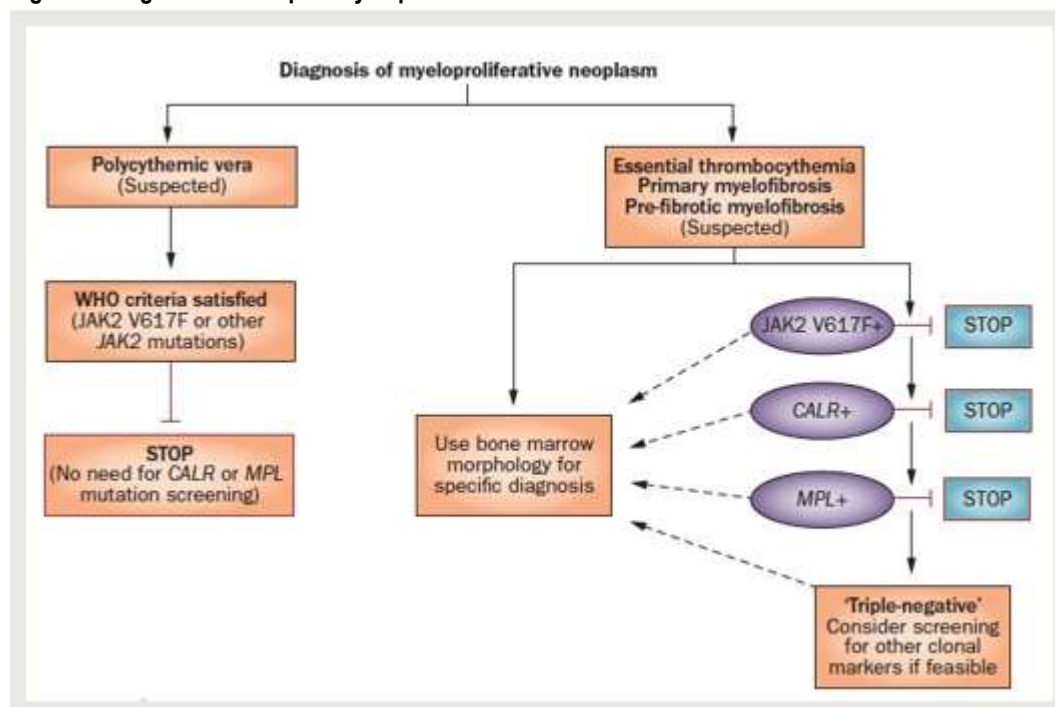 Diagnosis of myeloproliferative neoplasm
Polycythemic vera
(Suspected)
WHO criteria satisfied
(JAK2 V617F or other
JAK2 mutations)
STOP
(No need for CALR or MPL
mutation screening)
Essential thrombocythemia
Primary myelofibrosis
Pre-fibrotic myelofibrosis
(Suspected)
JAK2 V617F+
STOP
CALR+
STOP
MPL+
STOP
Use bone marrow
morphology for
specific diagnosis
'Triple-negative'
Consider screening
for other clonal
markers if feasible